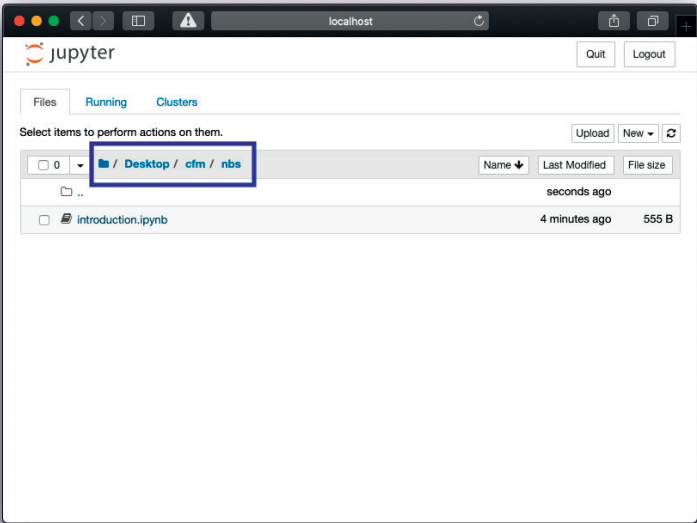 localhost
jupyter Quit Logout
Files Running Clusters
Select items to perform actions on them. Upload New
0 / Desktop / cfm / nbs Name Last Modified File size
.. seconds ago
introduction.ipynb 4 minutes ago 555 B